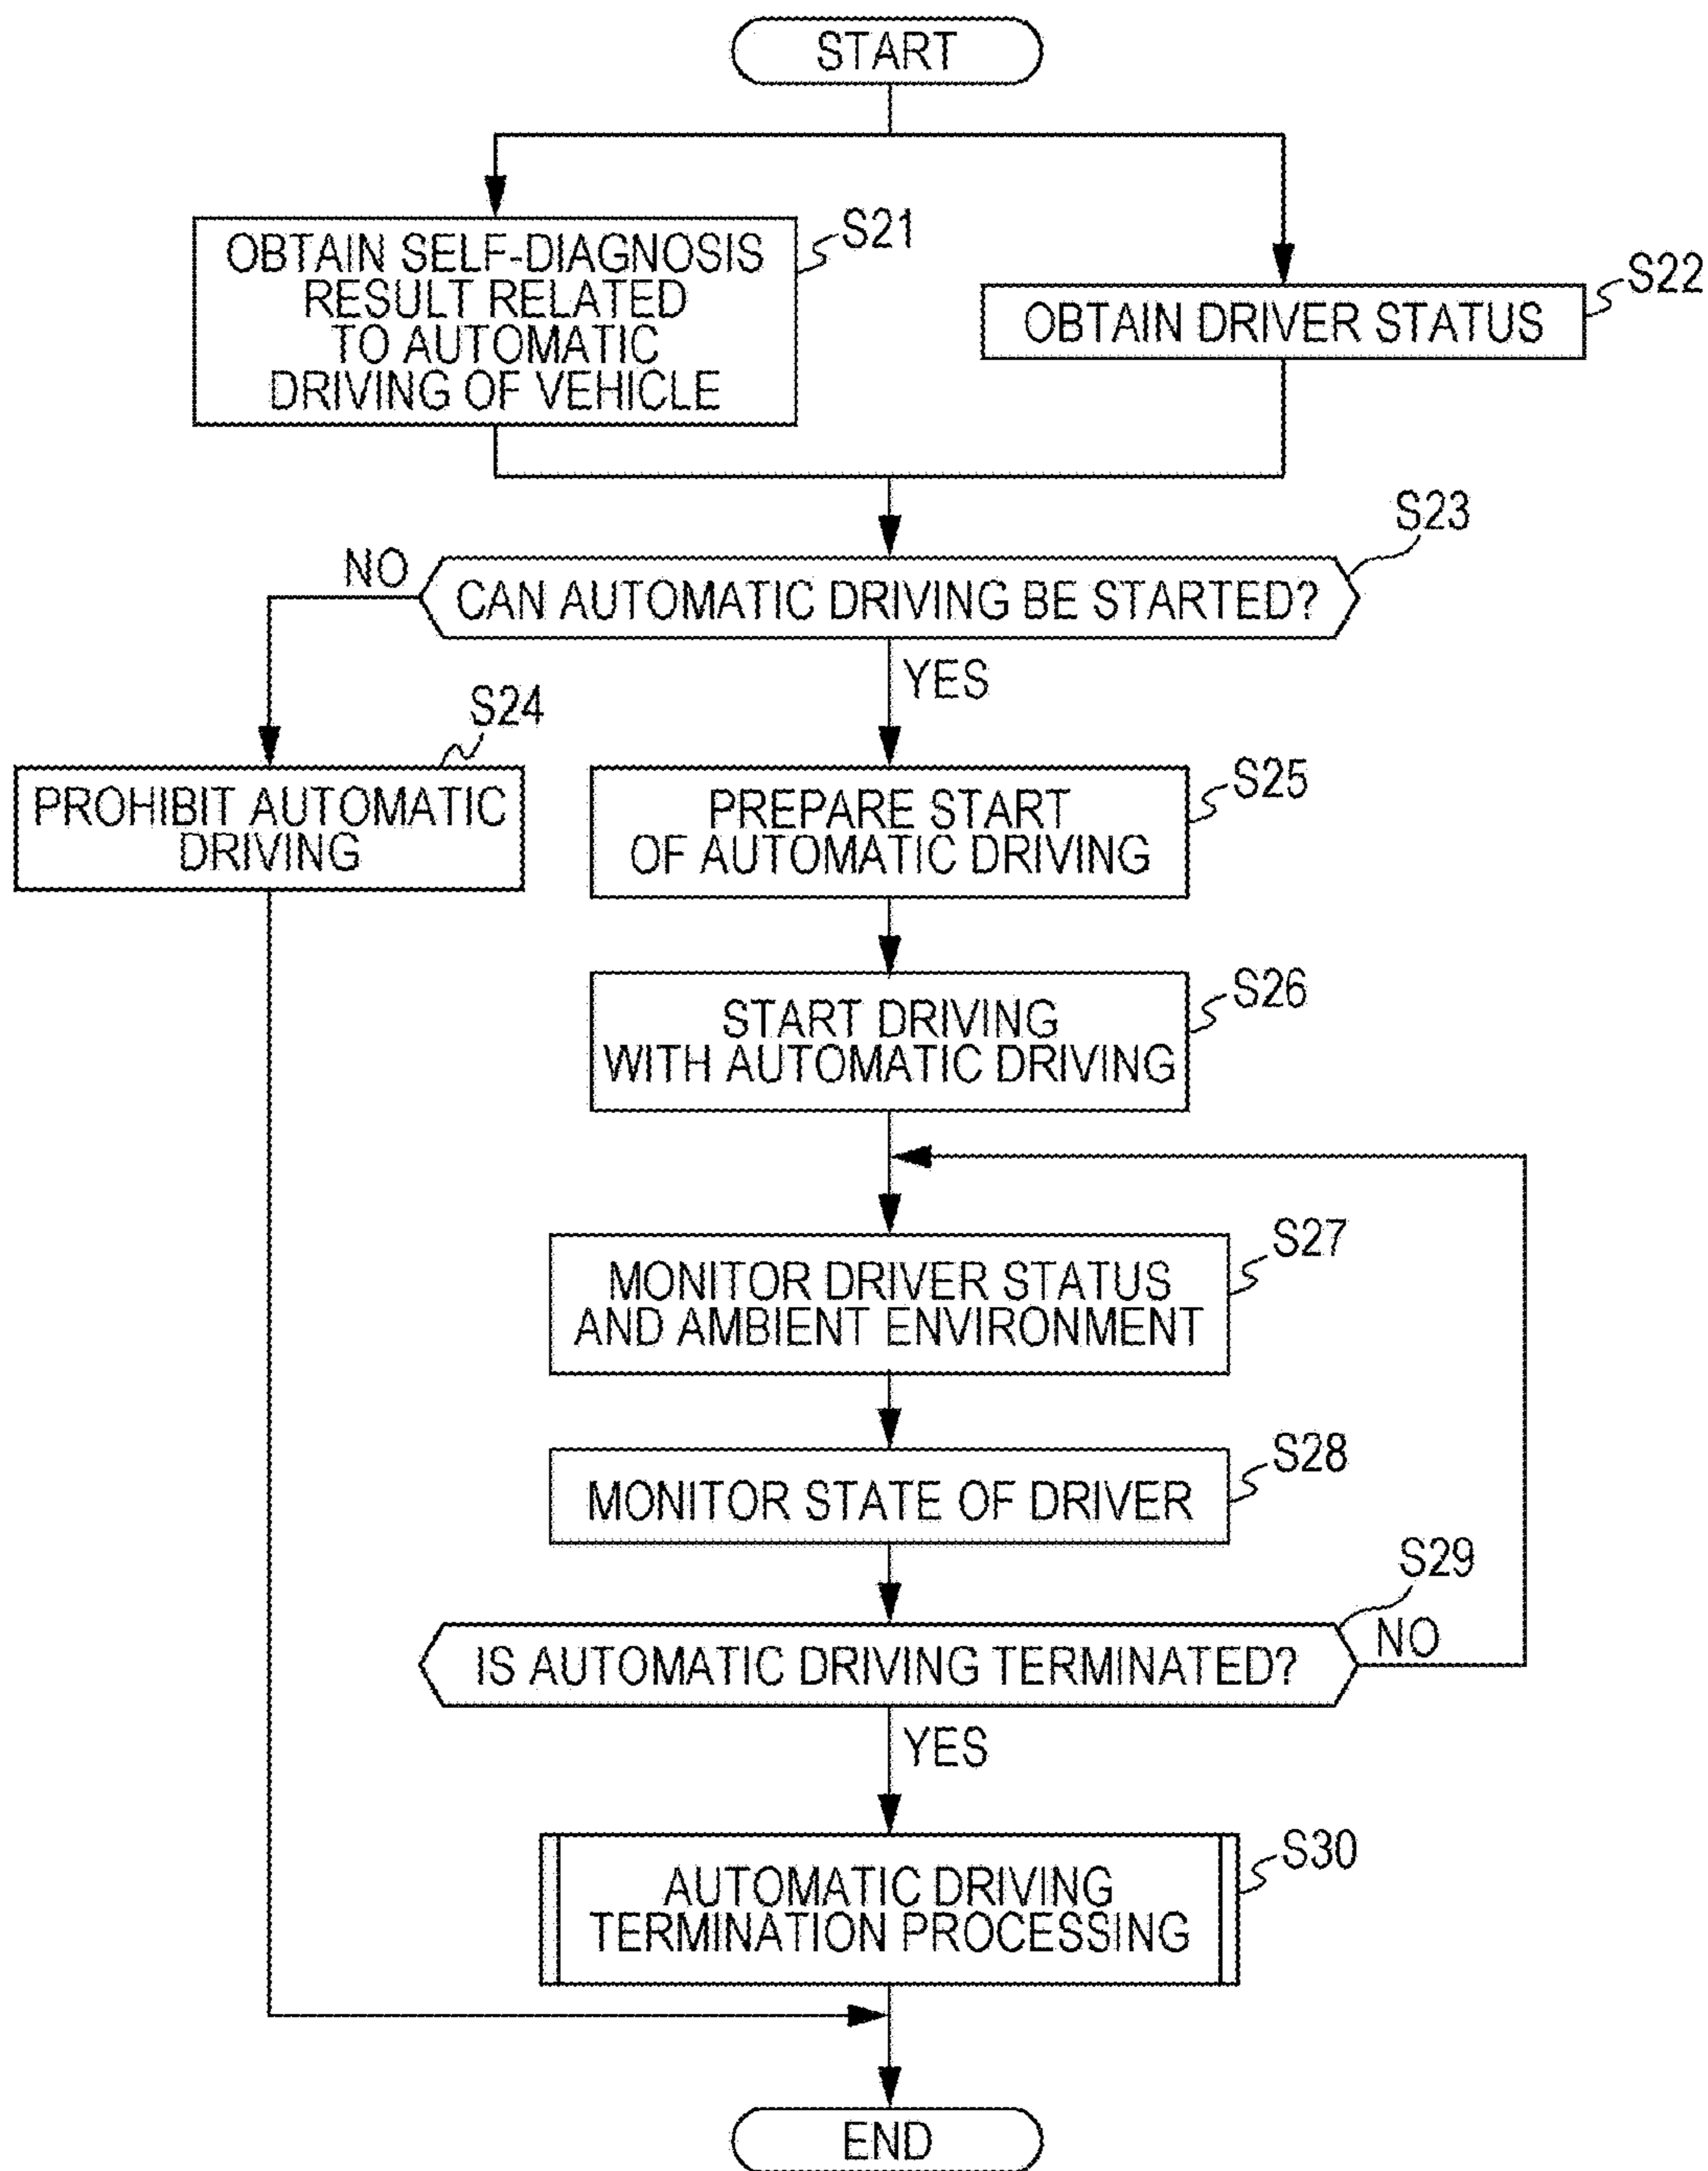 START
OBTAIN SELF-DIAGNOSIS
RESULT RELATED
TO AUTOMATIC
DRIVING OF VEHICLE
S21
OBTAIN DRIVER STATUS
S22
S23
NO
CAN AUTOMATIC DRIVING BE STARTED?
YES
S24
PROHIBIT AUTOMATIC
DRIVING
S25
PREPARE START
OF AUTOMATIC DRIVING
S26
START DRIVING
WITH AUTOMATIC DRIVING
S27
MONITOR DRIVER STATUS
AND AMBIENT ENVIRONMENT
S28
MONITOR STATE OF DRIVER
S29
IS AUTOMATIC DRIVING TERMINATED?
NO
YES
S30
AUTOMATIC DRIVING
TERMINATION PROCESSING
END